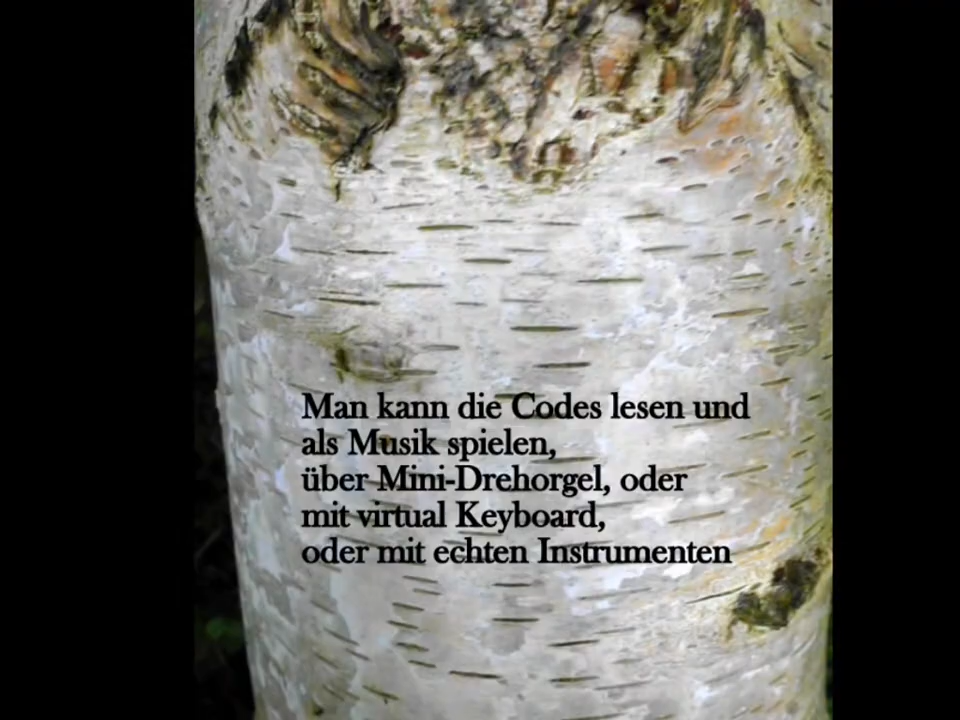 Man kann die Codes lesen und
als Musik spielen,
über Mini-Drehorgel, oder
mit virtual Keyboard,
oder mit echten Instrumenten